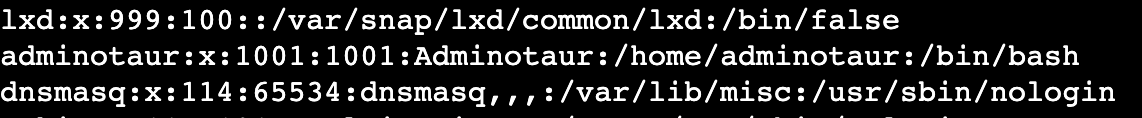 lxd:x:999:100::/var/snap/lxd/common/lxd:/bin/false
adminotaur:x:1001:1001:Adminotaur:/home/adminotaur:/bin/bash
dnsmasq:x:114:65534:dnsmasq,,,:/var/lib/misc:/usr/sbin/nologin